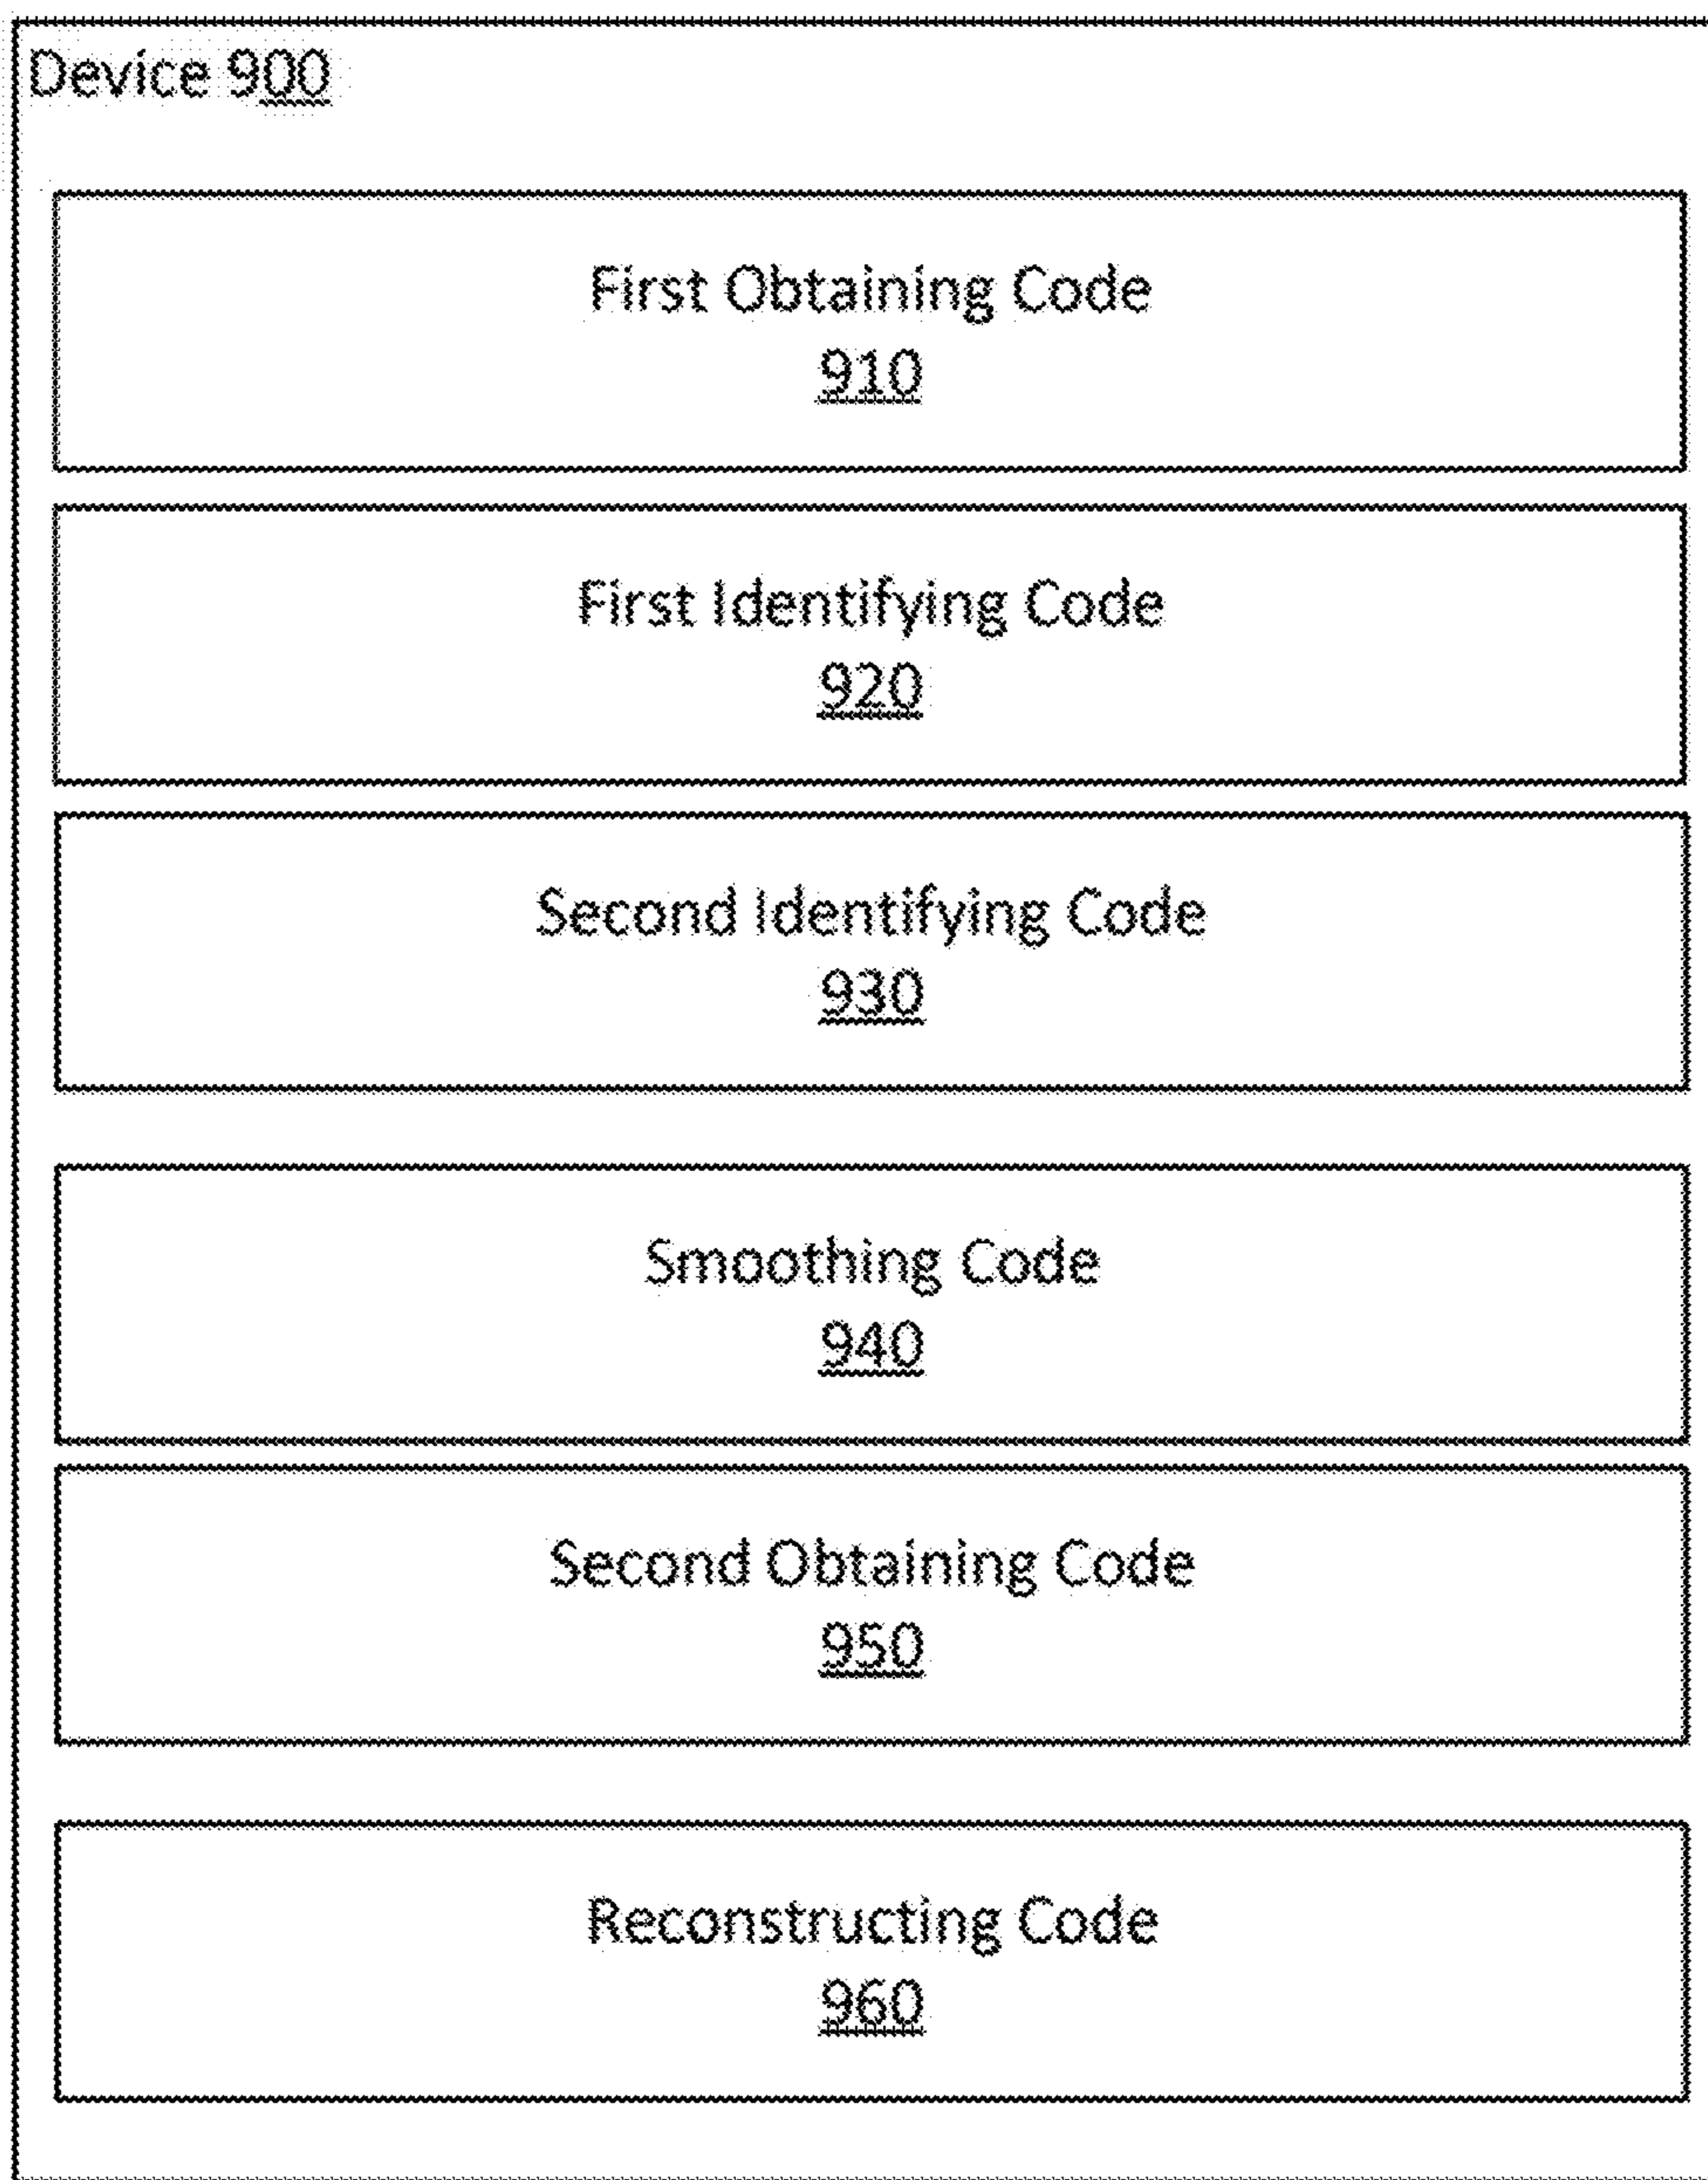 Device 900
First Obtaining Code
910
First Identifying Code
920
Second Identifying Code
930
Smoothing Code
940
Second Obtaining Code
950
Reconstructing Code
960